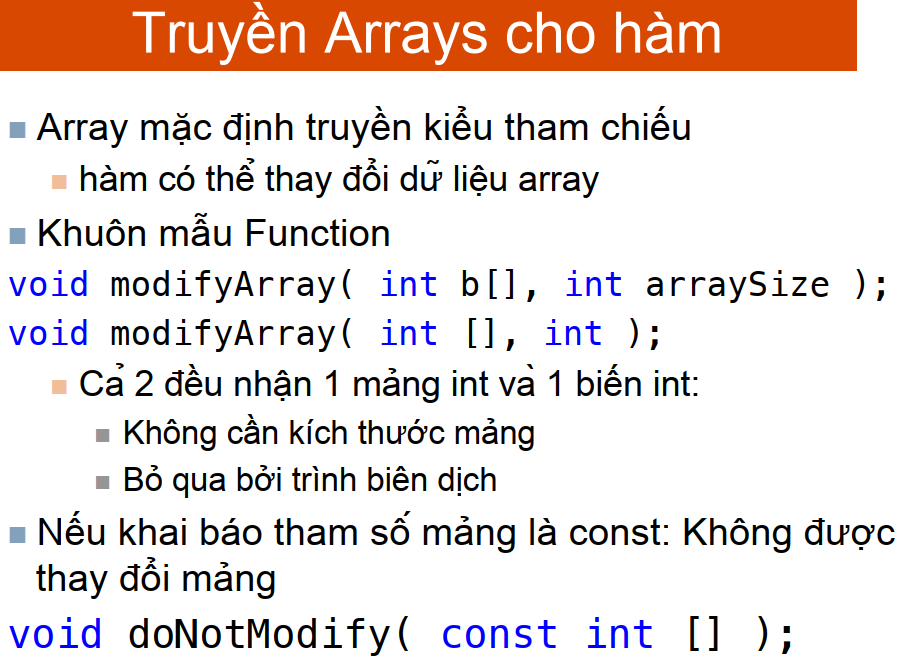 Truyền Arrays cho hàm
Array mặc định truyền kiểu tham chiếu
hàm có thể thay đổi dữ liệu array
Khuôn mẫu Function
void modifyArray( int b[], int arraySize );
void modifyArray( int [], int );
Cả 2 đều nhận 1 mảng int và 1 biến int:
Không cần kích thước mảng
Bỏ qua bởi trình biên dịch
Nếu khai báo tham số mảng là const: Không được
thay đổi mảng
void doNotModify( const int [] );